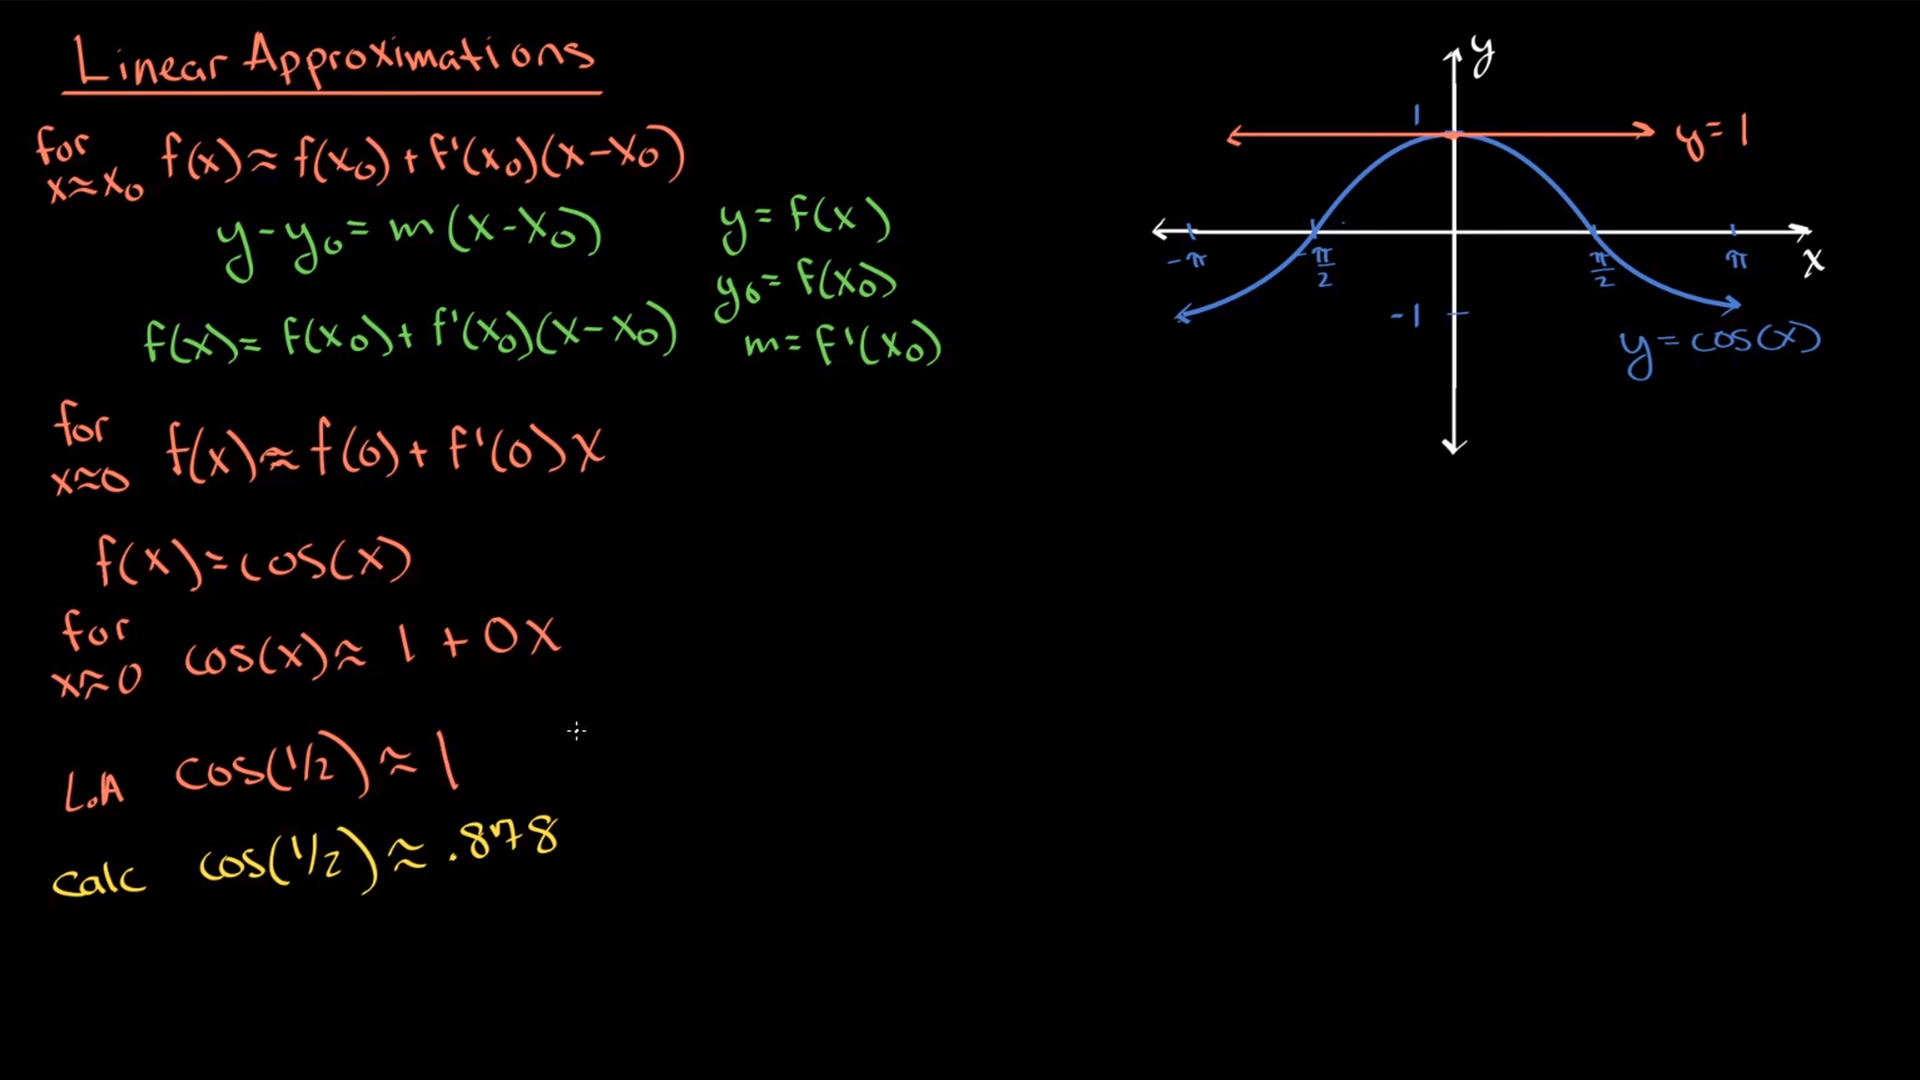 Linear Approximations
for x≈x₀ f(x)≈f(x₀)+f'(x₀)(x-x₀)
y-y₀=m(x-x₀)
f(x)=f(x₀)+f'(x₀)(x-x₀)
y=f(x)
y₀=f(x₀)
m=f'(x₀)
for x≈0 f(x)≈f(0)+f'(0)x
f(x)=cos(x)
for x≈0 cos(x)≈1+0x
L.A cos(1/2)≈1
calc cos(1/2)≈.878
y
1
y=1
-π
-π/2
π/2
π
x
-1
y=cos(x)